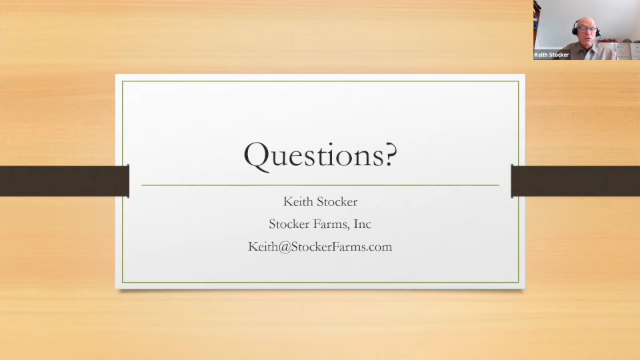 Keith Stocker
Questions?
Keith Stocker
Stocker Farms, Inc
Keith@StockerFarms.com